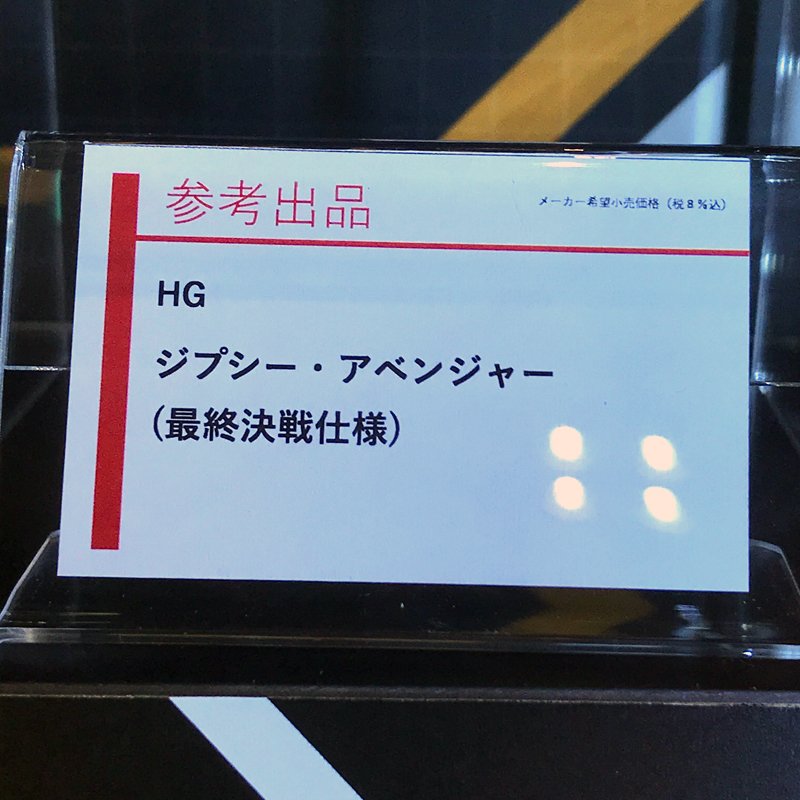 参考出品
メーカー希望小売価格（税８％込）
HG
ジプシー・アベンジャー
(最終決戦仕様)